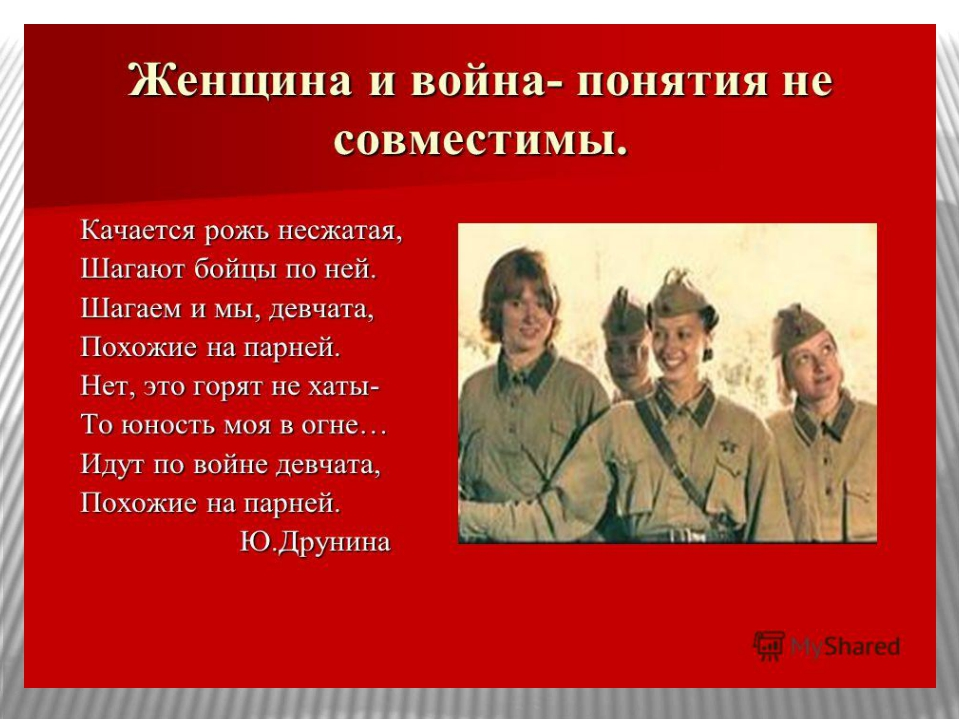 Женщина и война- понятия не
совместимы.
Качается рожь несжатая,
Шагают бойцы по ней.
Шагаем и мы, девчата,
Похожие на парней.
Нет, это горят не хаты-
То юность моя в огне…
Идут по войне девчата,
Похожие на парней.
Ю.Друнина
MyShared